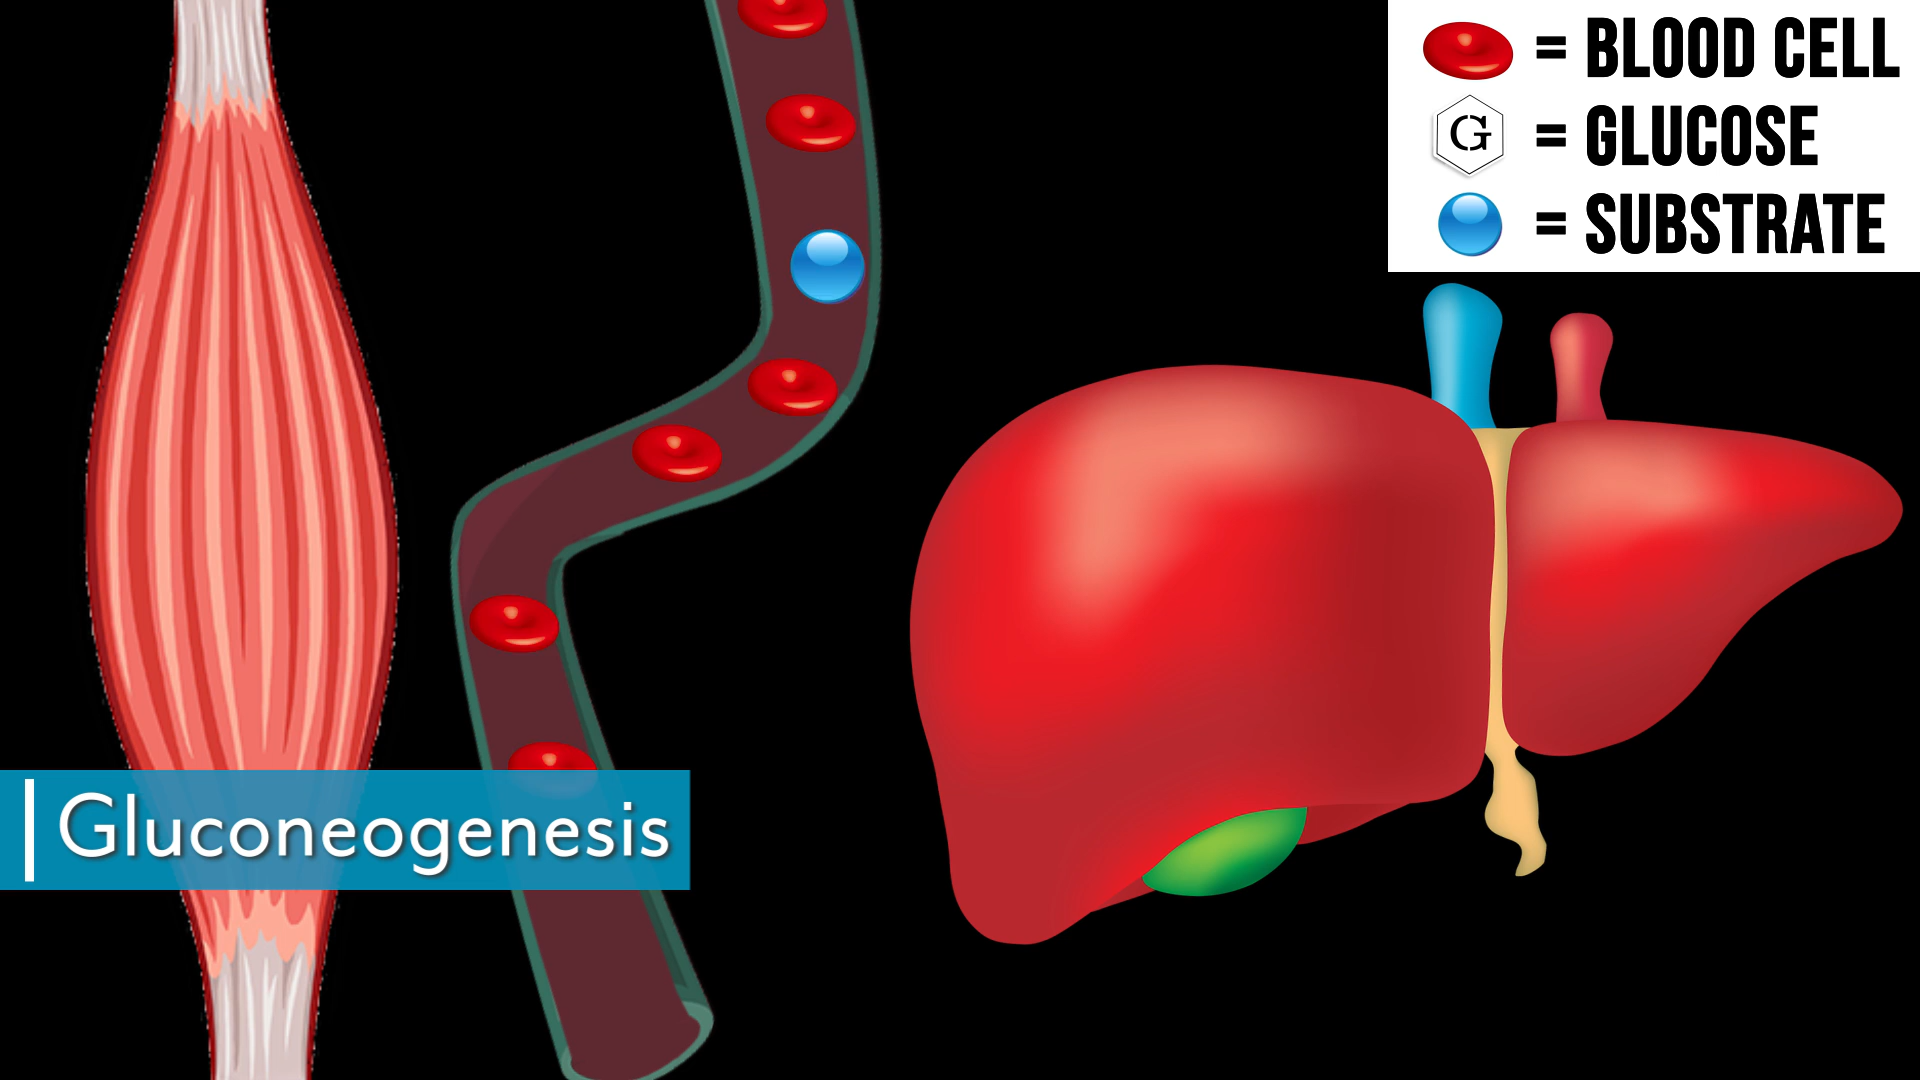 = BLOOD CELL
G = GLUCOSE
= SUBSTRATE
Gluconeogenesis